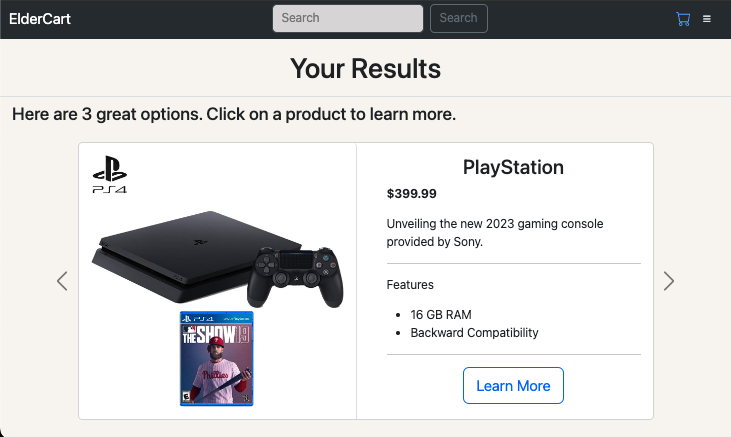 ElderCart
Search
Search
Your Results
Here are 3 great options. Click on a product to learn more.
PS4
PlayStation
$399.99
Unveiling the new 2023 gaming console
provided by Sony.
Features
16 GB RAM
Backward Compatibility
Learn More
PS4
THE SHOW 19
Phillies